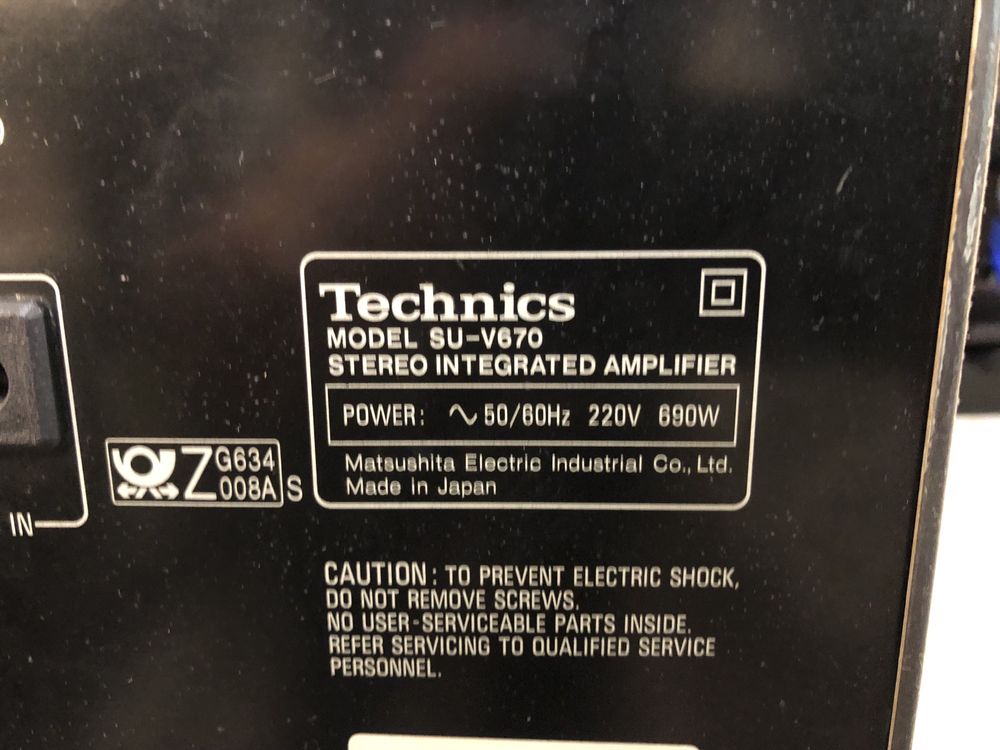 Technics
MODEL SU-V670
STEREO INTEGRATED AMPLIFIER
POWER: ∿ 50/60Hz 220V 690W
Matsushita Electric Industrial Co., Ltd.
Made in Japan
Z G634
008A S
IN
CAUTION: TO PREVENT ELECTRIC SHOCK,
DO NOT REMOVE SCREWS.
NO USER-SERVICEABLE PARTS INSIDE.
REFER SERVICING TO QUALIFIED SERVICE
PERSONNEL.